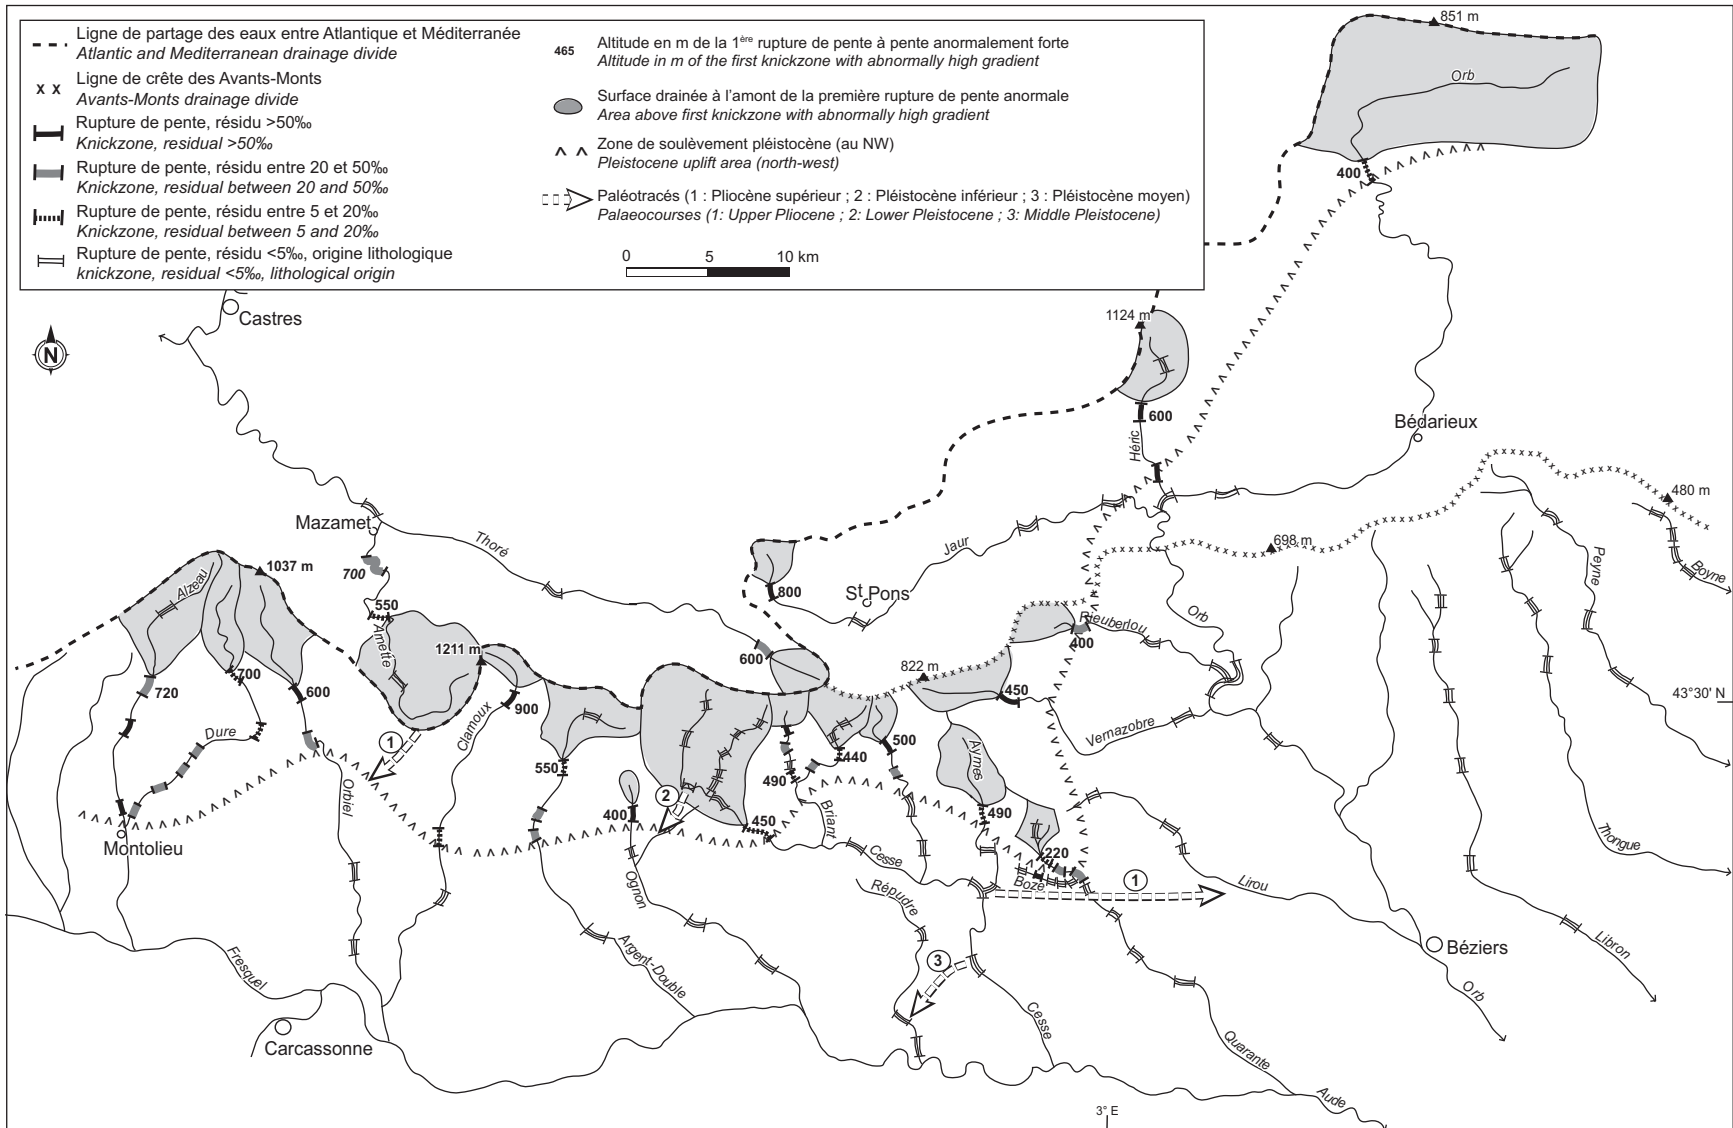 Ligne de partage des eaux entre Atlantique et Méditerranée
Atlantic and Mediterranean drainage divide
x x
Ligne de crête des Avants-Monts
Avants-Monts drainage divide
Rupture de pente, résidu >50‰
Knickzone, residual >50‰
Rupture de pente, résidu entre 20 et 50‰
Knickzone, residual between 20 and 50‰
Rupture de pente, résidu entre 5 et 20‰
Knickzone, residual between 5 and 20‰
Rupture de pente, résidu <5‰, origine lithologique
knickzone, residual <5‰, lithological origin
465
Altitude en m de la 1ère rupture de pente à pente anormalement forte
Altitude in m of the first knickzone with abnormally high gradient
Surface drainée à l'amont de la première rupture de pente anormale
Area above first knickzone with abnormally high gradient
Zone de soulèvement pléistocène (au NW)
Pleistocene uplift area (north-west)
Paléotracés (1 : Pliocène supérieur ; 2 : Pléistocène inférieur ; 3 : Pléistocène moyen)
Palaeocourses (1: Upper Pliocene ; 2: Lower Pleistocene ; 3: Middle Pleistocene)
0 5 10 km
851 m
Orb
400
Castres
N
1124 m
600
Héric
Bédarieux
480 m
Mazamet
Thoré
Jaur
698 m
Peyne
Boyne
700
1037 m
Alzeau
800
St Pons
550
Arnette
Rieuberlou
Orb
400
1211 m
600
822 m
720
700
600
900
450
43°30' N
Dure
Clamoux
Vernazobre
1
550
490
440
500
Aymes
Orbiel
2
400
450
Briant
490
Montolieu
220
Cesse
Thongue
Ognon
Répudre
Bozé
1
Lirou
Fresquel
Argent-Double
3
Béziers
Libron
Orb
Cesse
Carcassonne
Quarante
Aude
3° E